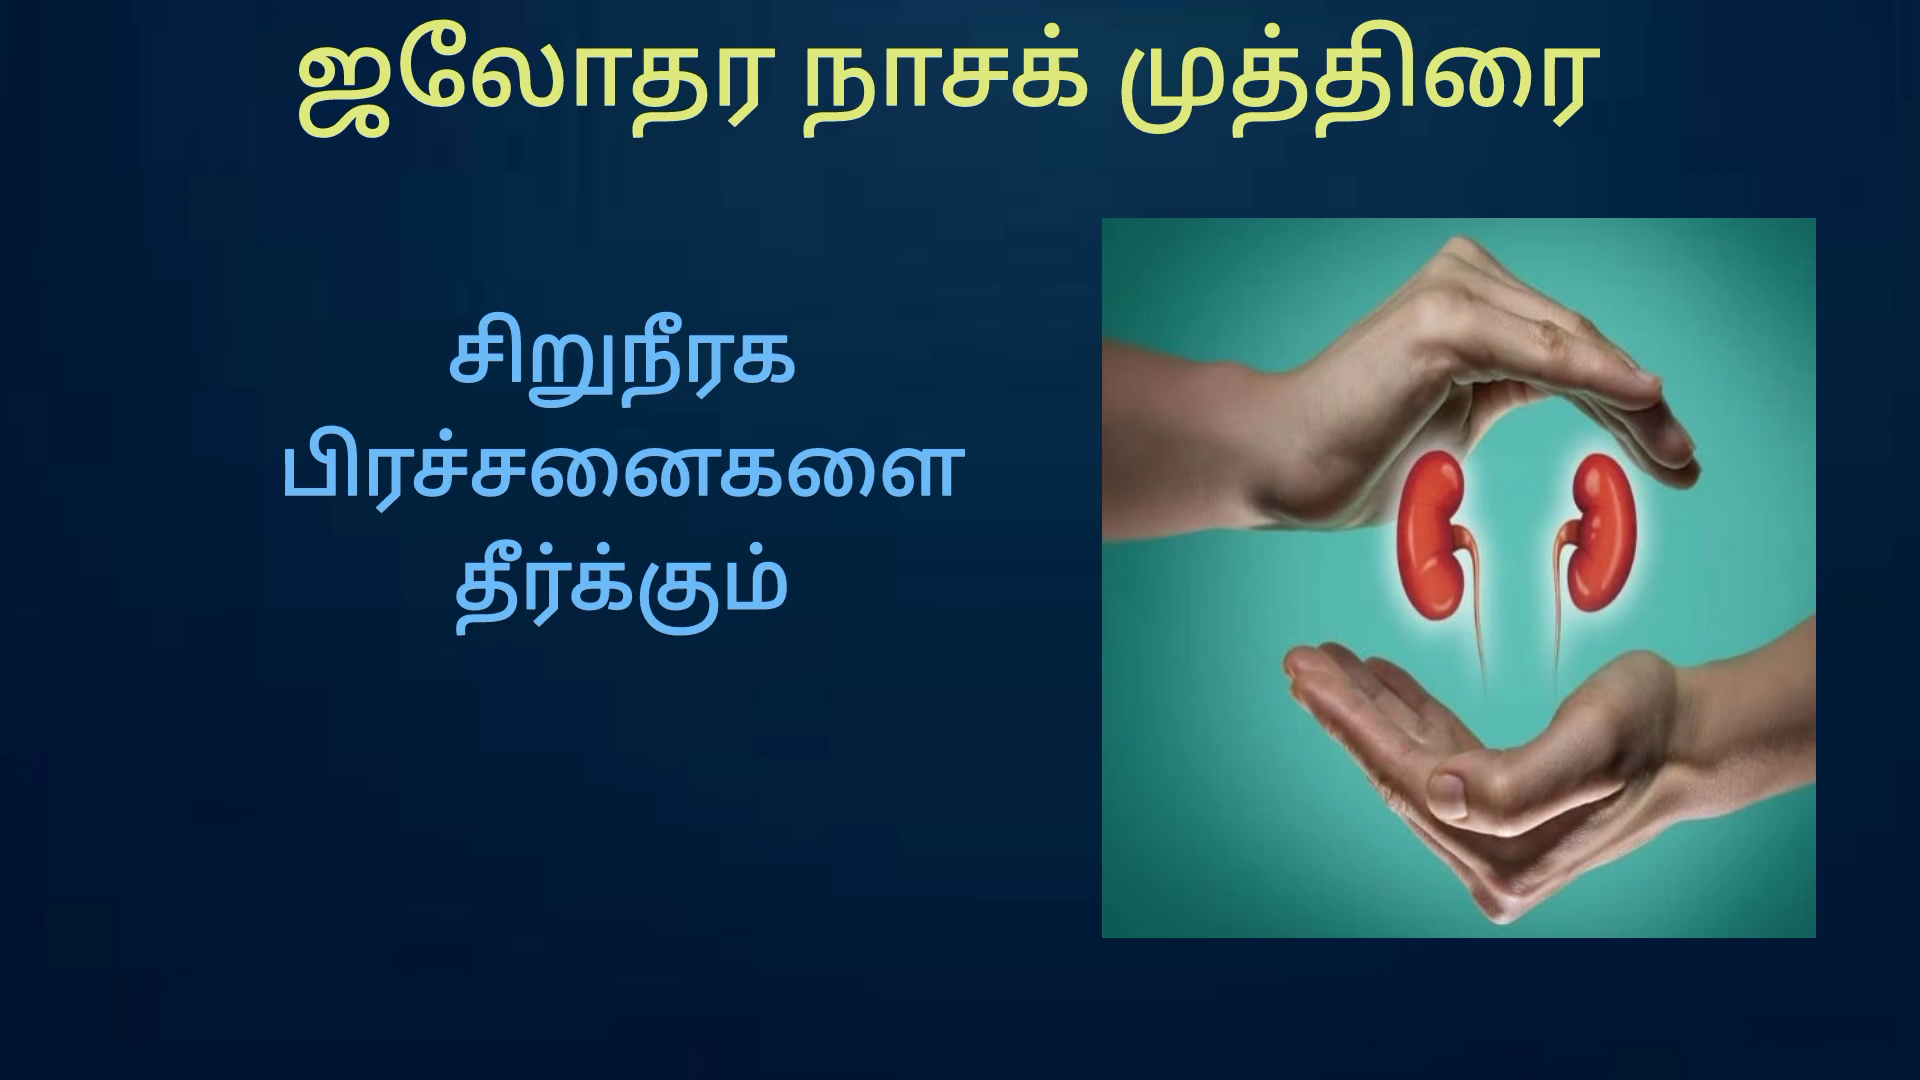 ஜலோதர நாசக் முத்திரை
சிறுநீரக
பிரச்சனைகளை
தீர்க்கும்